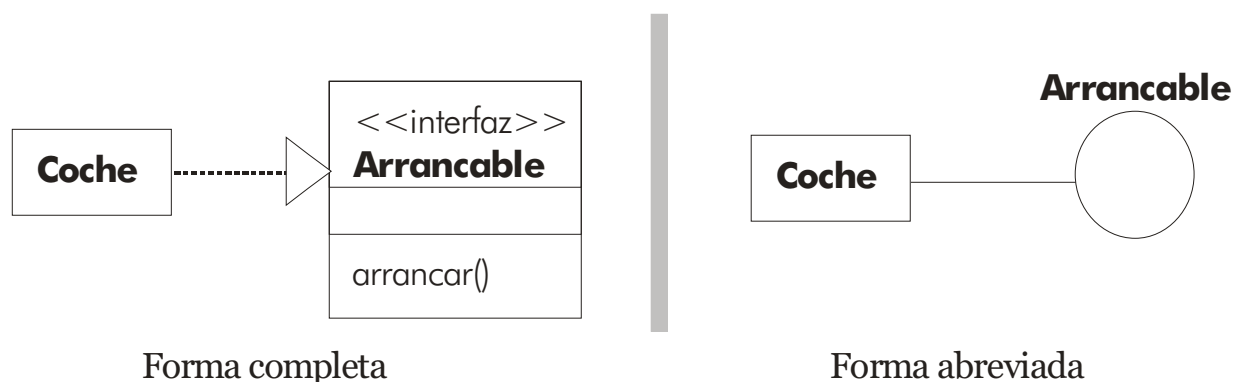 Coche
<<interfaz>>
Arrancable
arrancar()
Forma completa
Arrancable
Coche
Forma abreviada